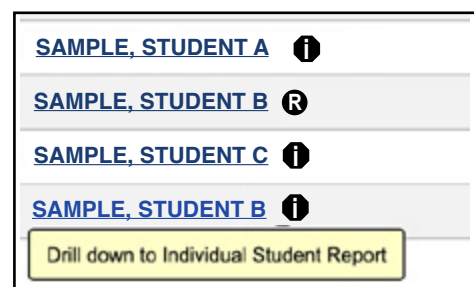 SAMPLE, STUDENT A i
SAMPLE, STUDENT B R
SAMPLE, STUDENT C i
SAMPLE, STUDENT B i
Drill down to Individual Student Report